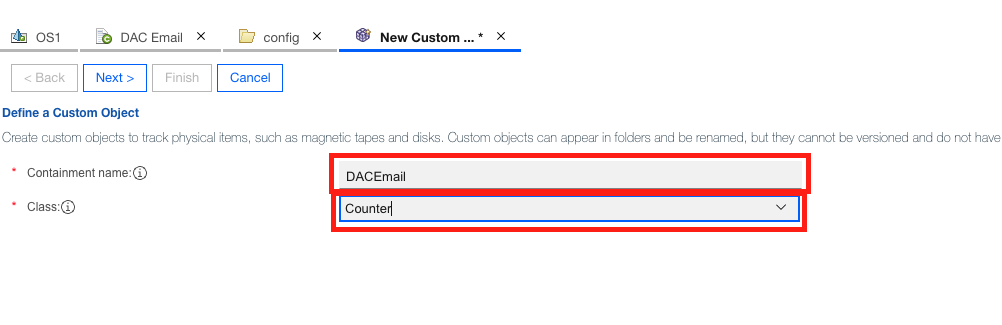 OS1 DAC Email config New Custom ... *
< Back Next > Finish Cancel
Define a Custom Object
Create custom objects to track physical items, such as magnetic tapes and disks. Custom objects can appear in folders and be renamed, but they cannot be versioned and do not have
* Containment name:
DACEmail
* Class:
Counter